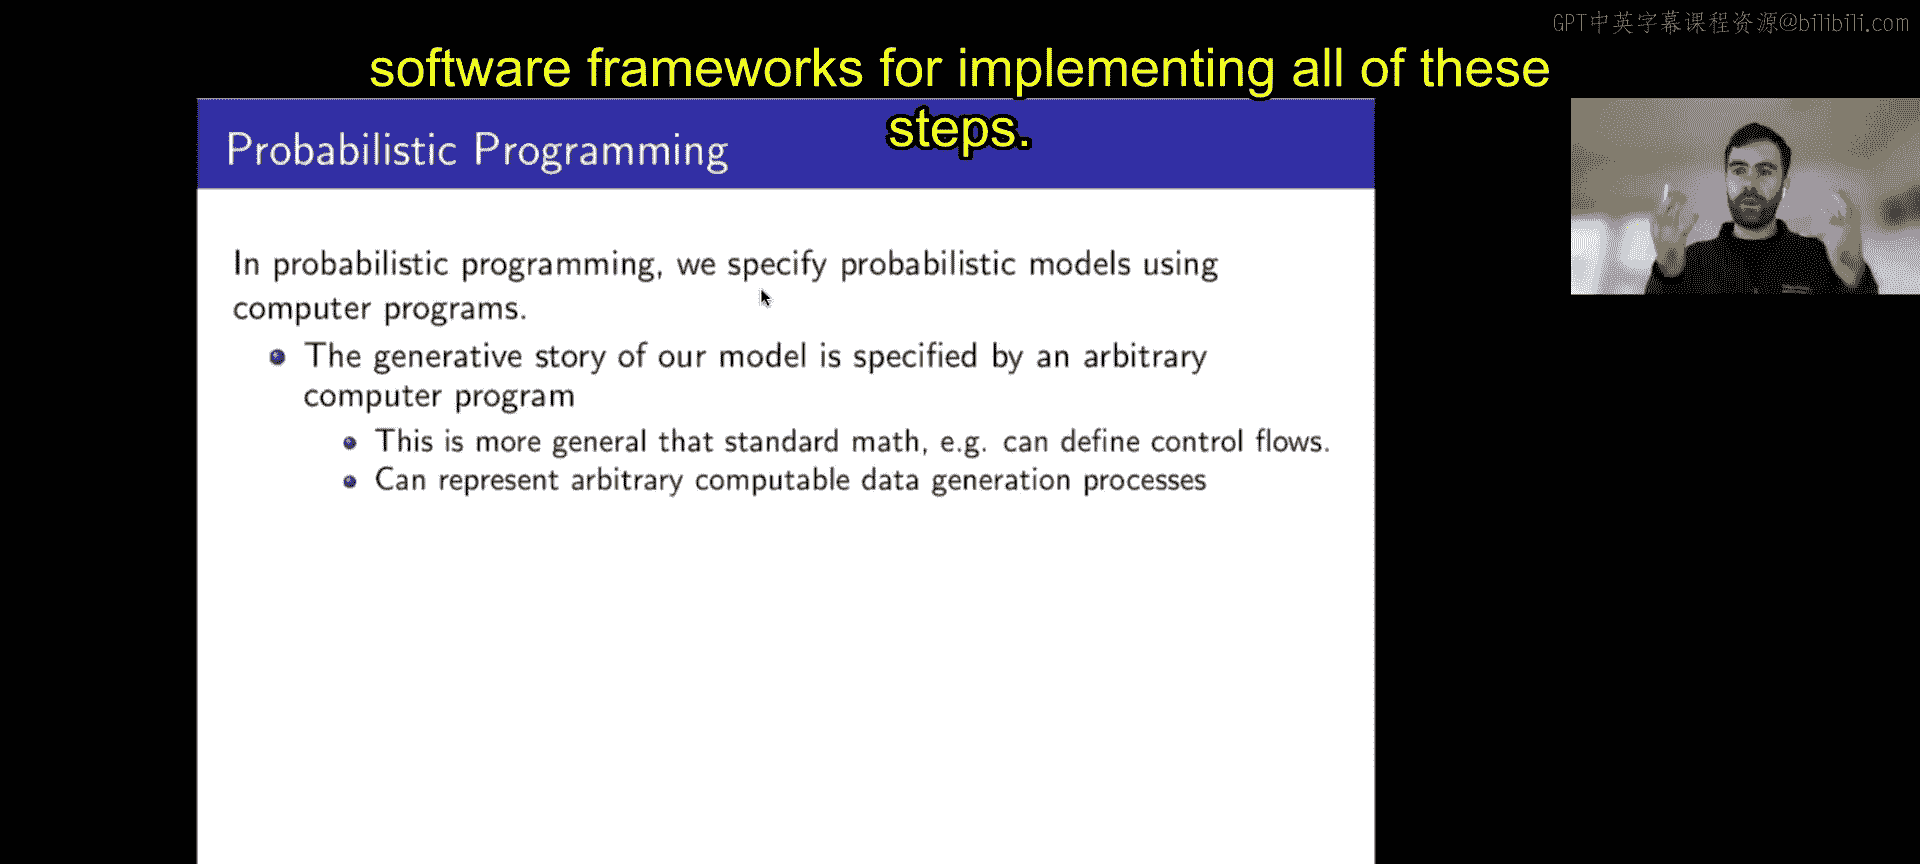 GPT中英字幕课程资源@bilibili.com
software frameworks for implementing all of these
steps.
Probabilistic Programming
In probabilistic programming, we specify probabilistic models using
computer programs.
The generative story of our model is specified by an arbitrary
computer program
This is more general that standard math, e.g. can define control flows.
Can represent arbitrary computable data generation processes